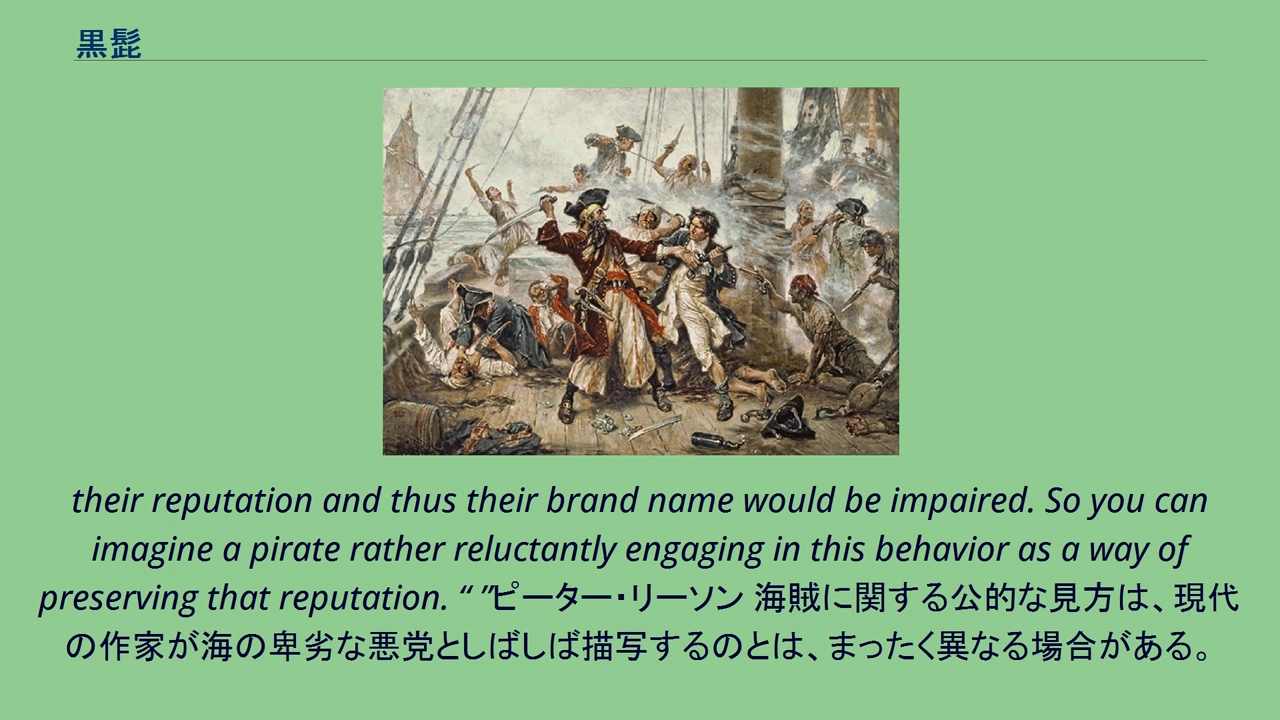 黒髭
their reputation and thus their brand name would be impaired. So you can
imagine a pirate rather reluctantly engaging in this behavior as a way of
preserving that reputation. “ ”ピーター・リーソン 海賊に関する公的な見方は、現代
の作家が海の卑劣な悪党としばしば描写するのとは、まったく異なる場合がある。